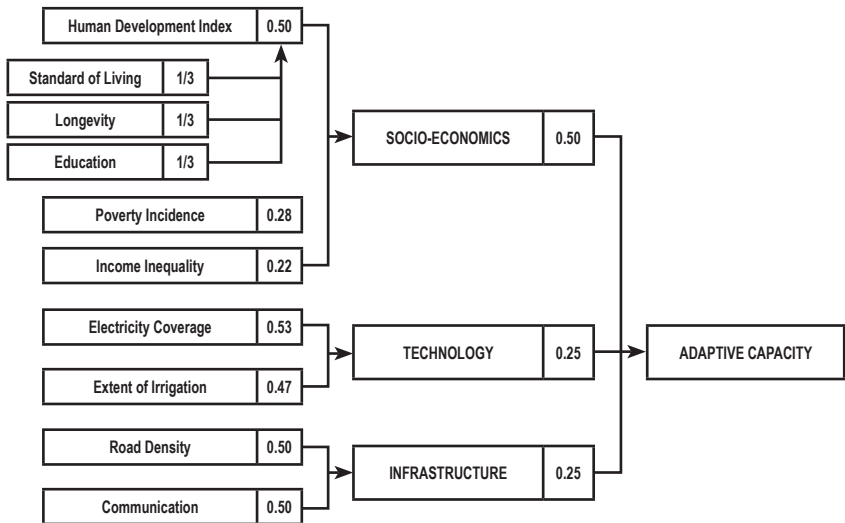 Human Development Index 0.50
Standard of Living 1/3
Longevity 1/3
Education 1/3
SOCIO-ECONOMICS 0.50
Poverty Incidence 0.28
Income Inequality 0.22
Electricity Coverage 0.53
TECHNOLOGY 0.25
ADAPTIVE CAPACITY
Extent of Irrigation 0.47
Road Density 0.50
INFRASTRUCTURE 0.25
Communication 0.50